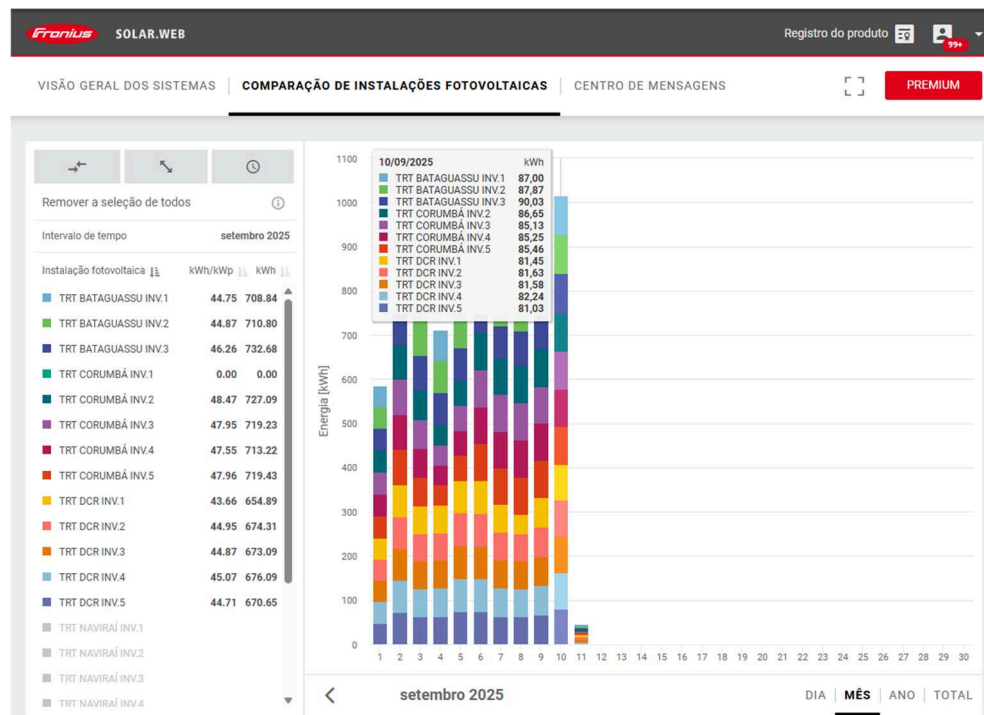 Fronius SOLAR.WEB
Registro do produto
99+
VISÃO GERAL DOS SISTEMAS
COMPARAÇÃO DE INSTALAÇÕES FOTOVOLTAICAS
CENTRO DE MENSAGENS
PREMIUM
Remover a seleção de todos
Intervalo de tempo setembro 2025
Instalação fotovoltaica kWh/kWp kWh
TRT BATAGUASSU INV.1 44.75 708.84
TRT BATAGUASSU INV.2 44.87 710.80
TRT BATAGUASSU INV.3 46.26 732.68
TRT CORUMBÁ INV.1 0.00 0.00
TRT CORUMBÁ INV.2 48.47 727.09
TRT CORUMBÁ INV.3 47.95 719.23
TRT CORUMBÁ INV.4 47.55 713.22
TRT CORUMBÁ INV.5 47.96 719.43
TRT DCR INV.1 43.66 654.89
TRT DCR INV.2 44.95 674.31
TRT DCR INV.3 44.87 673.09
TRT DCR INV.4 45.07 676.09
TRT DCR INV.5 44.71 670.65
TRT NAVIRAÍ INV.1
TRT NAVIRAÍ INV.2
TRT NAVIRAÍ INV.3
TRT NAVIRAÍ INV.4
Energia [kWh]
1100
1000
900
800
700
600
500
400
300
200
100
0
10/09/2025 kWh
TRT BATAGUASSU INV.1 87,00
TRT BATAGUASSU INV.2 87,87
TRT BATAGUASSU INV.3 90,03
TRT CORUMBÁ INV.2 86,65
TRT CORUMBÁ INV.3 85,13
TRT CORUMBÁ INV.4 85,25
TRT CORUMBÁ INV.5 85,46
TRT DCR INV.1 81,45
TRT DCR INV.2 81,63
TRT DCR INV.3 81,58
TRT DCR INV.4 82,24
TRT DCR INV.5 81,03
1 2 3 4 5 6 7 8 9 10 11 12 13 14 15 16 17 18 19 20 21 22 23 24 25 26 27 28 29 30
setembro 2025
DIA MÊS ANO TOTAL